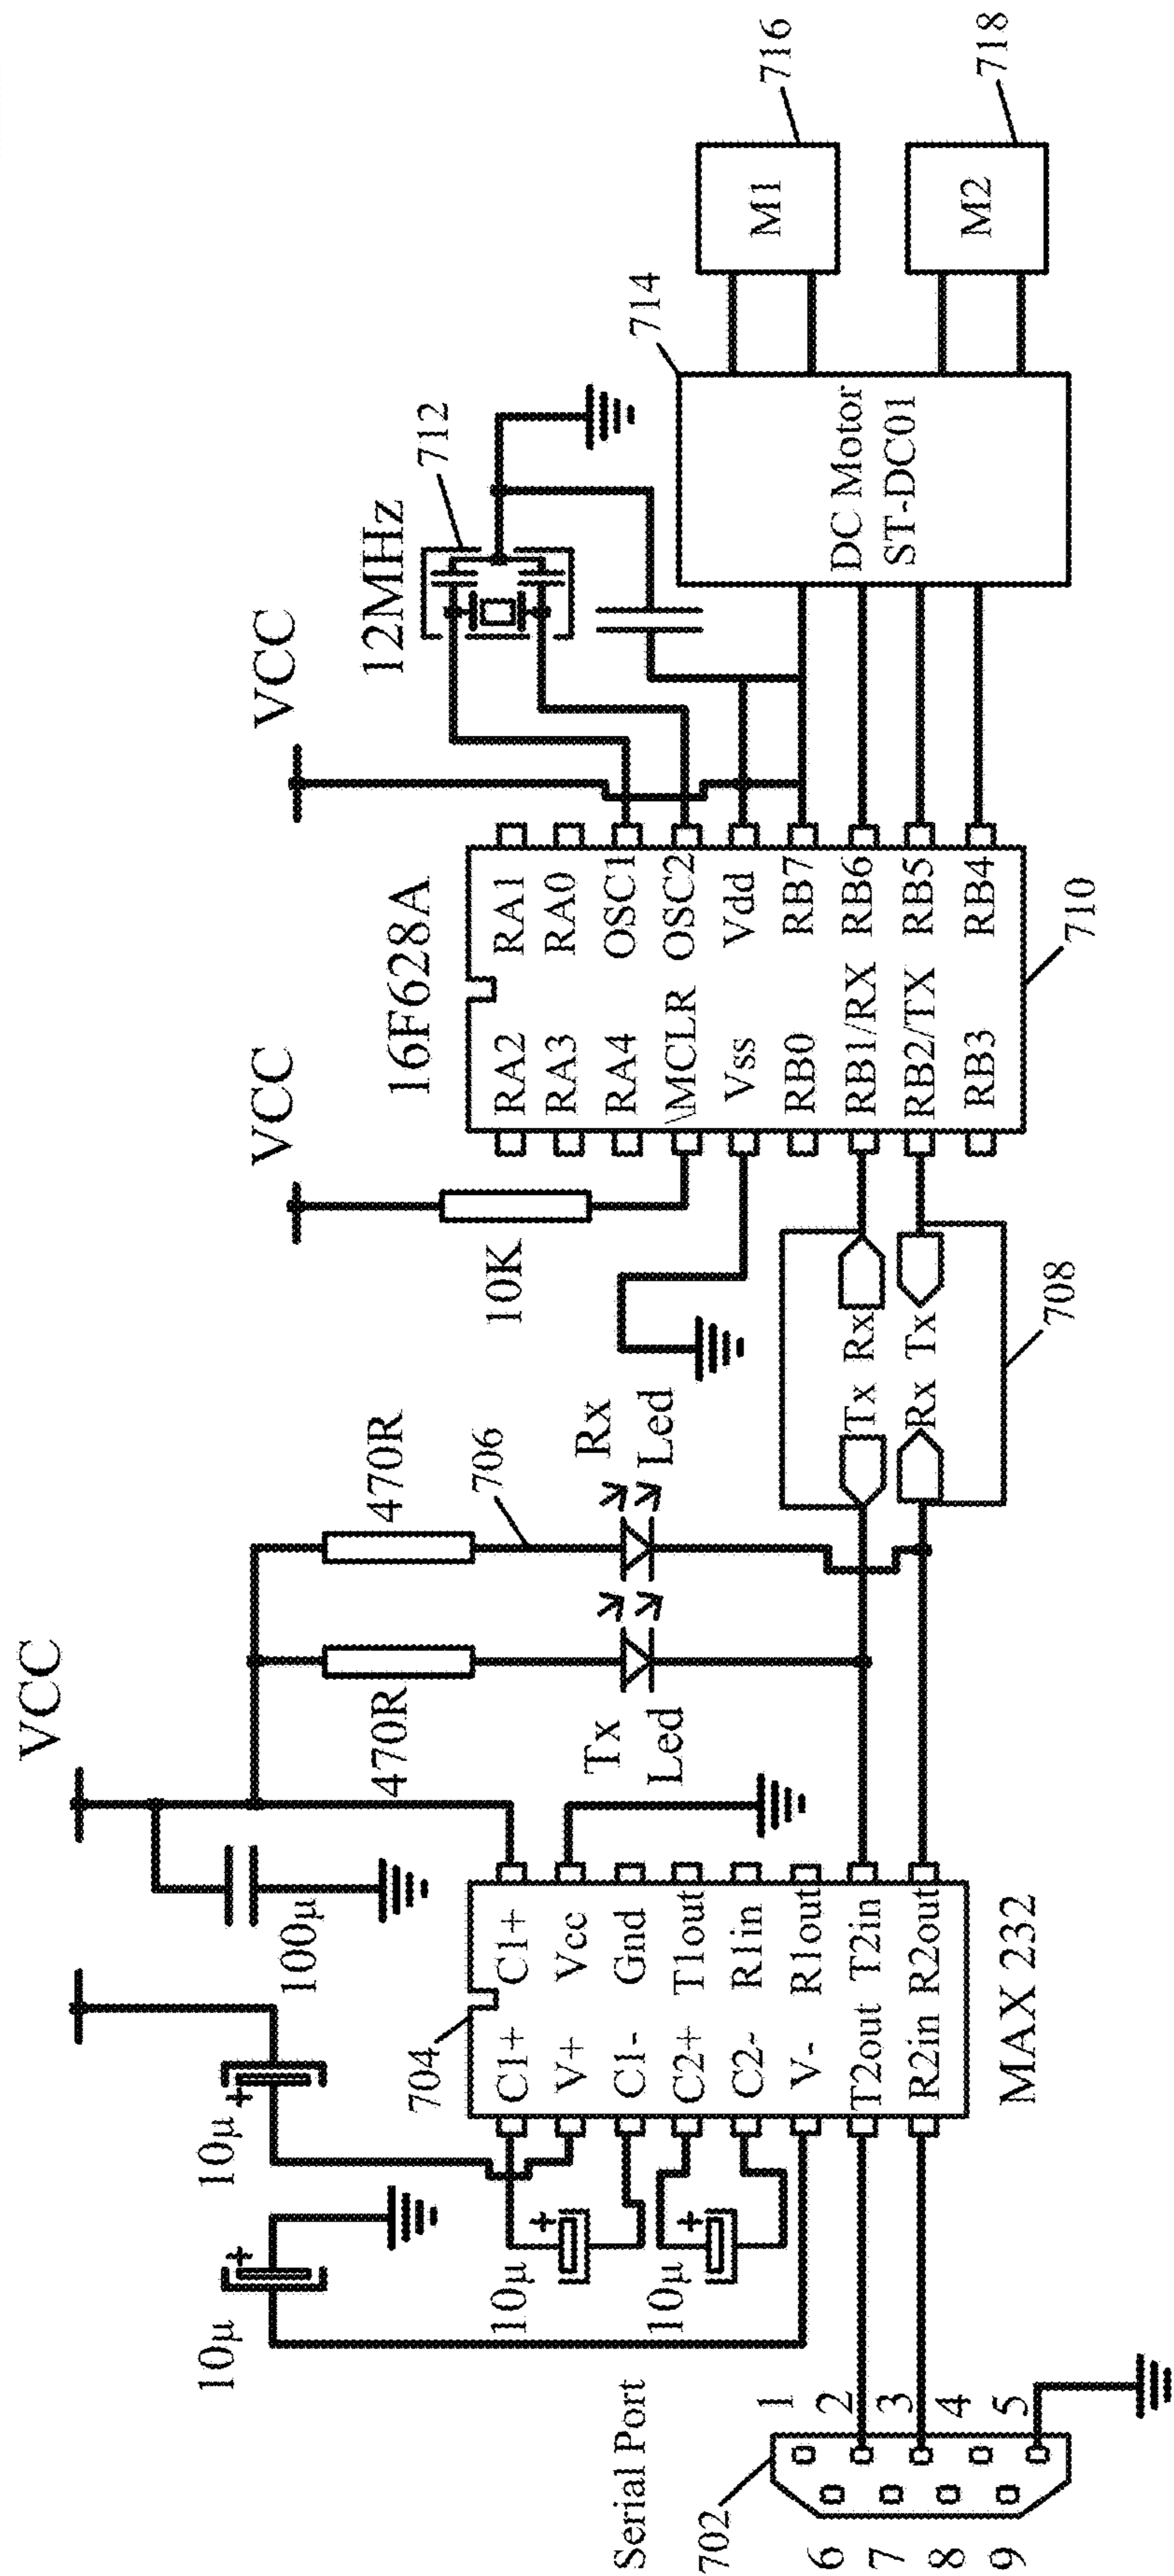 VCC
VCC
VCC
10µ
10µ
100µ
470R
470R
706
10K
16F628A
12MHz
712
704
C1+ C1+
V+ Vcc
C1- Gnd
C2+ T1out
C2- R1in
V- R1out
T2out T2in
R2in R2out
MAX 232
10µ
10µ
Tx
Led
Rx
Led
RA2 RA1
RA3 RA0
RA4 OSC1
\MCLR OSC2
Vss Vdd
RB0 RB7
RB1/RX RB6
RB2/TX RB5
RB3 RB4
710
Tx Rx
Rx Tx
708
714
DC Motor
ST-DC01
M1
716
M2
718
Serial Port
702
1
2
3
4
5
6
7
8
9